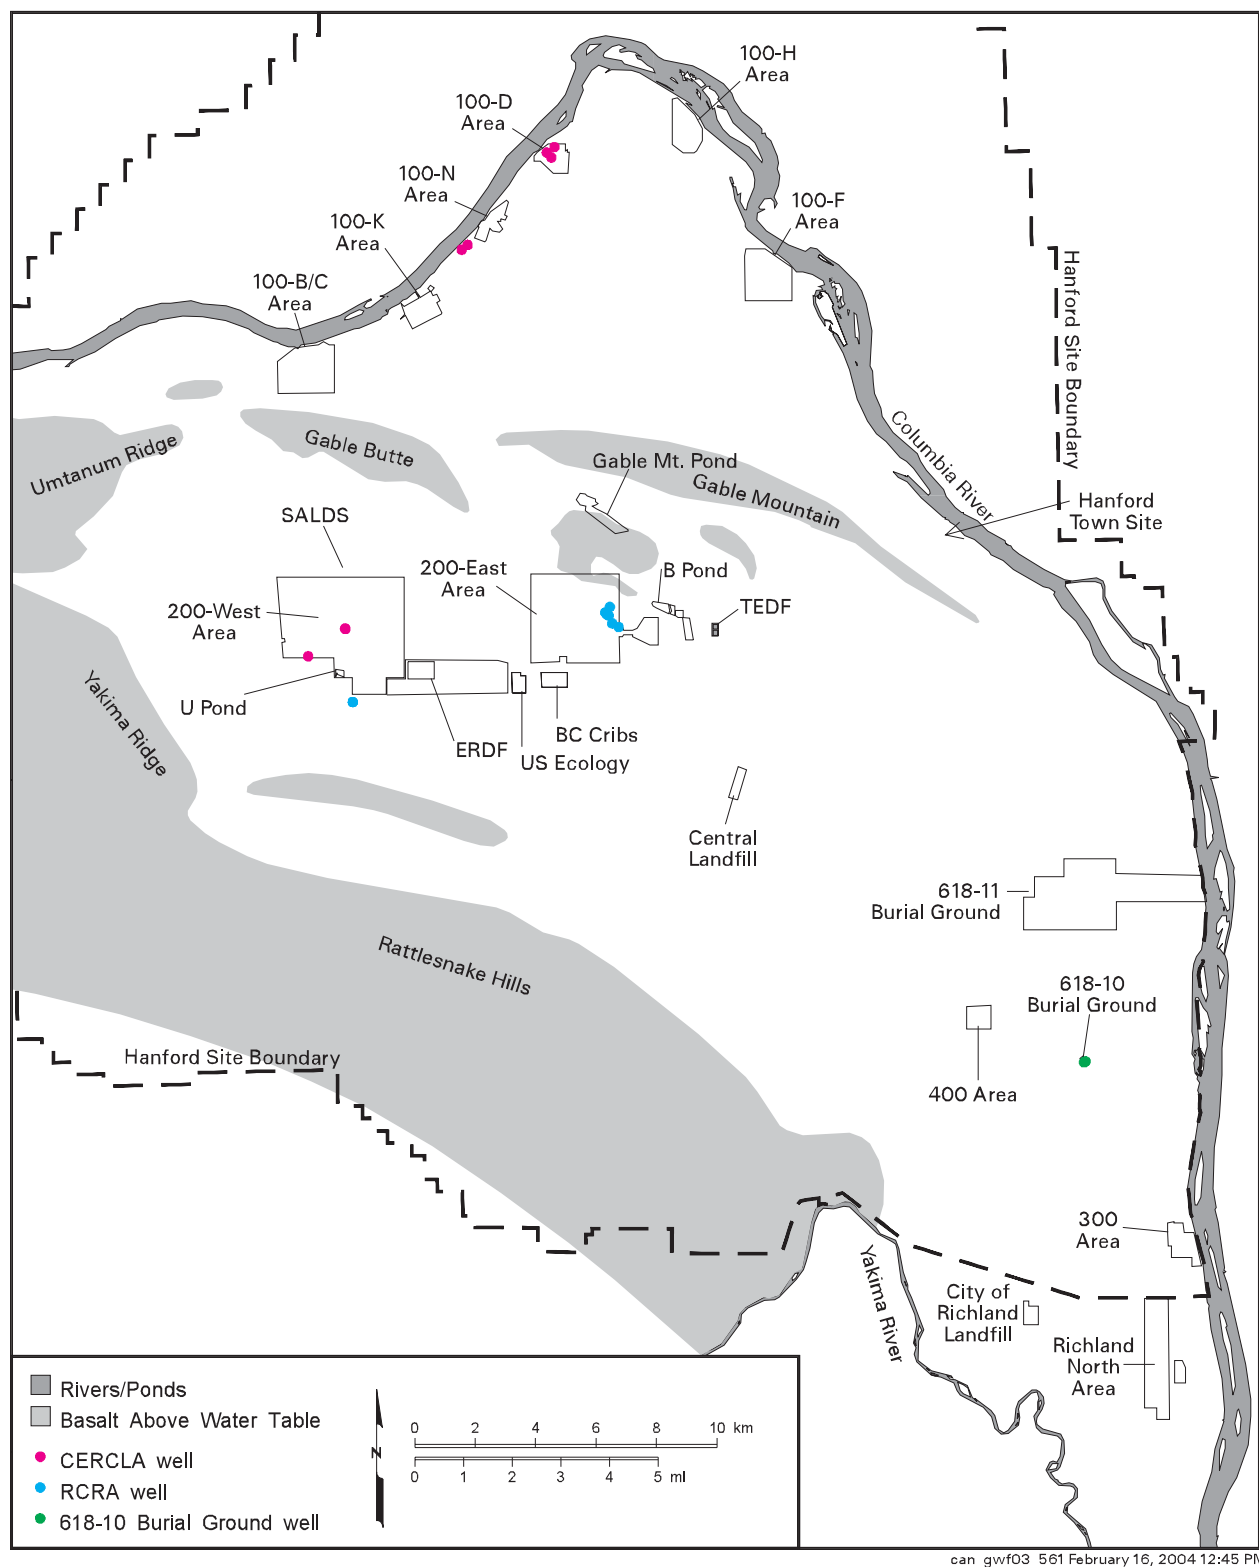 100-H
Area
100-D
Area
100-N
Area
100-K
Area
100-F
Area
100-B/C
Area
Hanford Site Boundary
Columbia River
Umtanum Ridge
Gable Butte
Gable Mt. Pond
Gable Mountain
Hanford
Town Site
SALDS
200-East
Area
B Pond
TEDF
200-West
Area
U Pond
Yakima Ridge
ERDF
BC Cribs
US Ecology
Central
Landfill
618-11
Burial Ground
Rattlesnake Hills
618-10
Burial Ground
Hanford Site Boundary
400 Area
300
Area
Yakima River
City of
Richland
Landfill
Richland
North
Area
Rivers/Ponds
Basalt Above Water Table
CERCLA well
RCRA well
618-10 Burial Ground well
N
0 2 4 6 8 10 km
0 1 2 3 4 5 mi
can_gwf03_561 February 16, 2004 12:45 PM